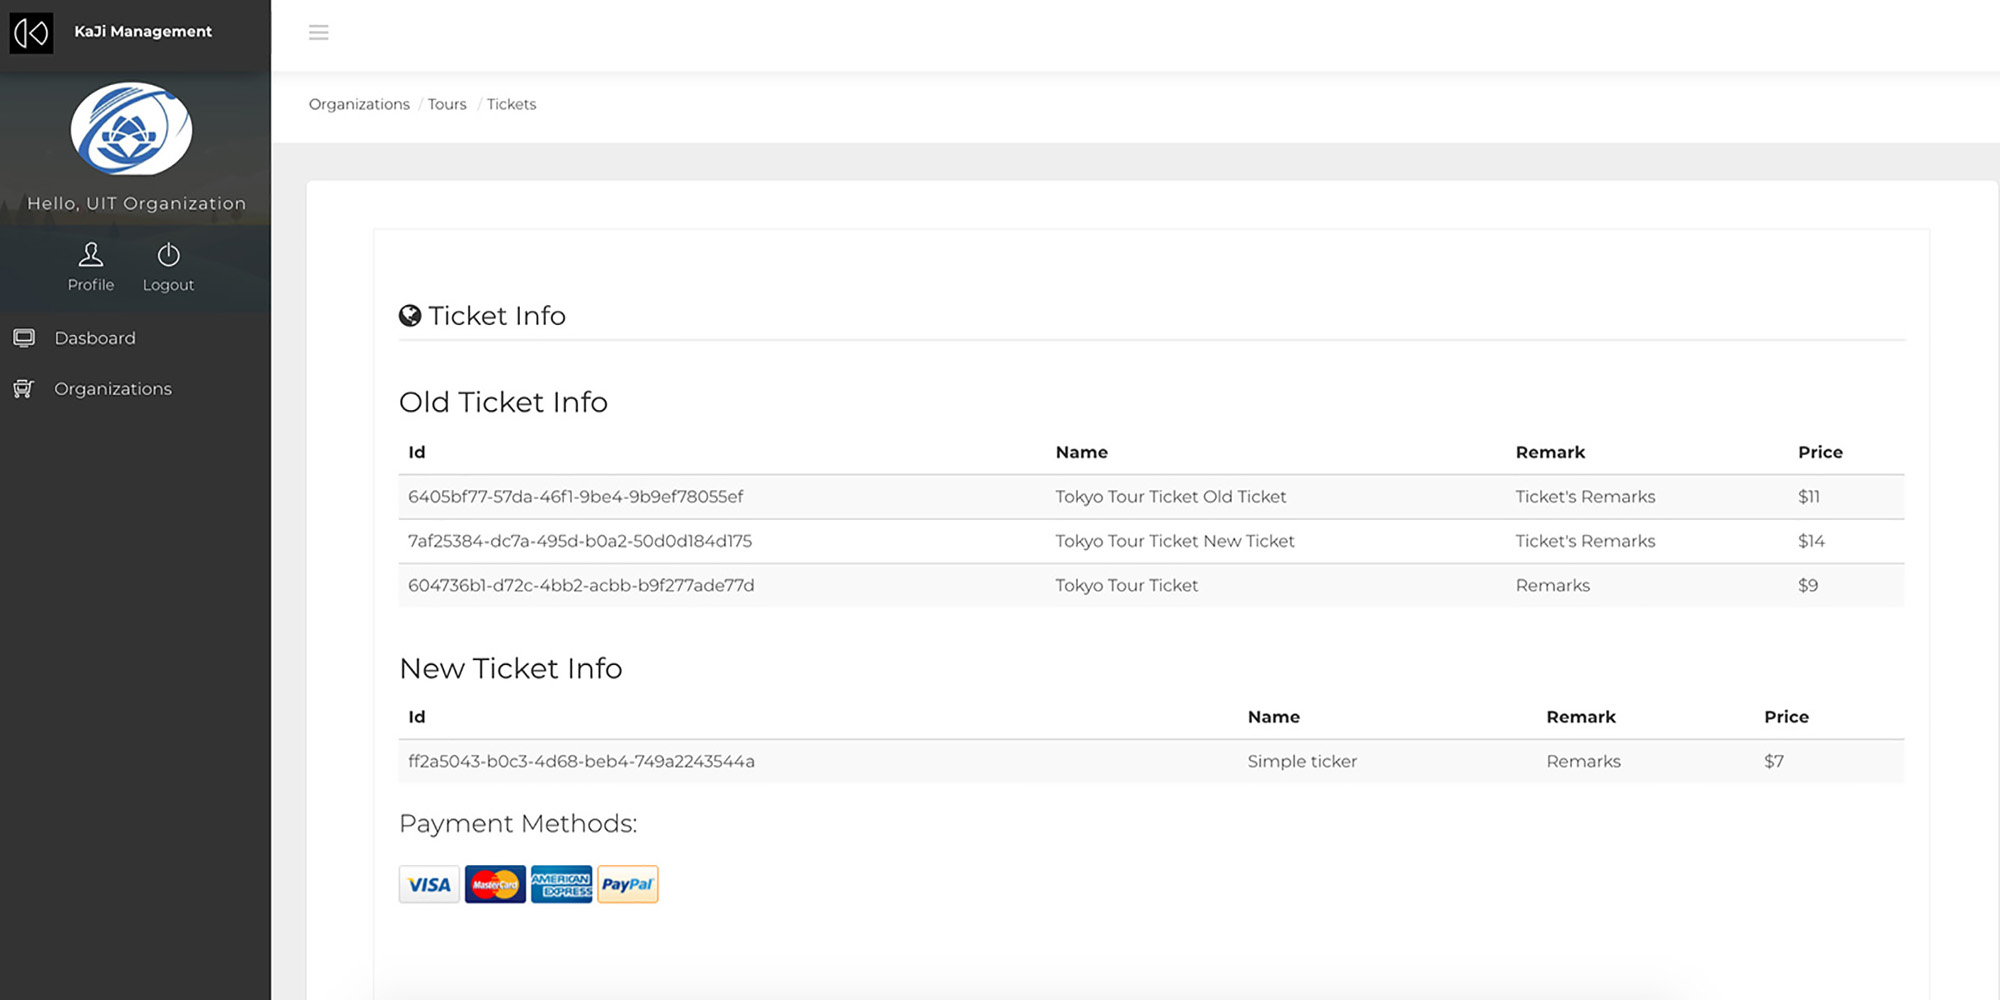 KaJi Management
Hello, UIT Organization
Profile Logout
Dasboard
Organizations
Organizations / Tours / Tickets
Ticket Info
Old Ticket Info
Id Name Remark Price
6405bf77-57da-46f1-9be4-9b9ef78055ef Tokyo Tour Ticket Old Ticket Ticket's Remarks $11
7af25384-dc7a-495d-b0a2-50d0d184d175 Tokyo Tour Ticket New Ticket Ticket's Remarks $14
604736b1-d72c-4bb2-acbb-b9f277ade77d Tokyo Tour Ticket Remarks $9
New Ticket Info
Id Name Remark Price
ff2a5043-b0c3-4d68-beb4-749a2243544a Simple ticker Remarks $7
Payment Methods:
VISA MasterCard AMERICAN EXPRESS PayPal